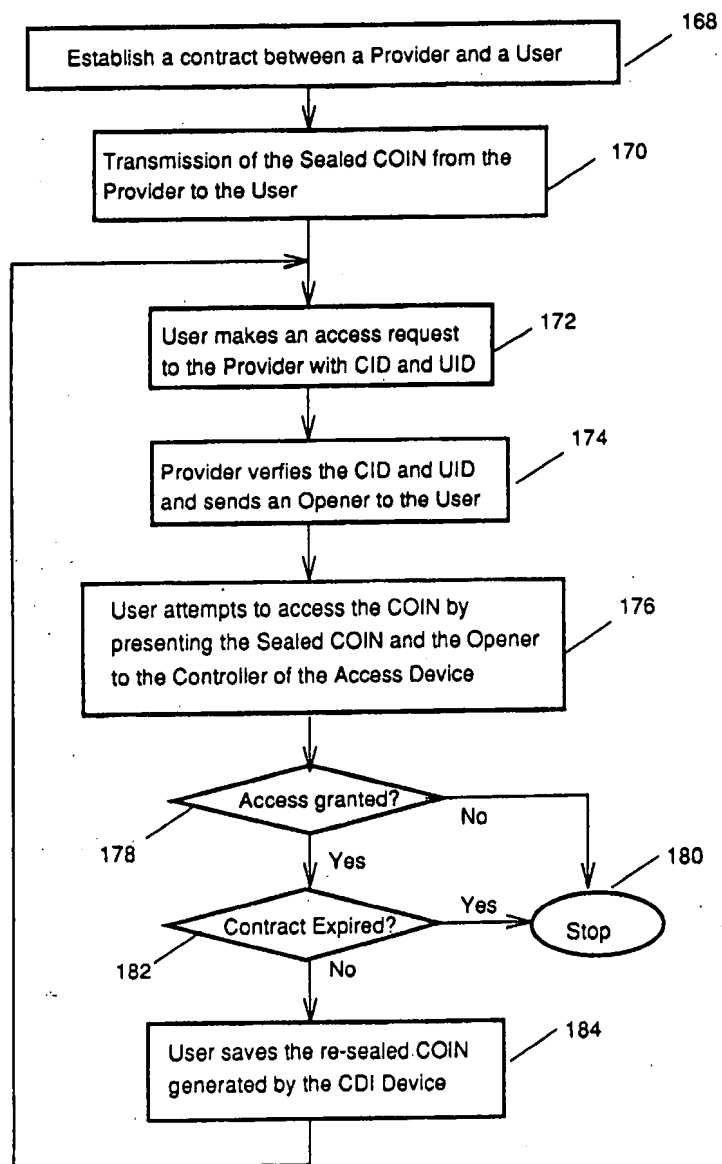 168
Establish a contract between a Provider and a User
170
Transmission of the Sealed COIN from the
Provider to the User
172
User makes an access request
to the Provider with CID and UID
174
Provider verfies the CID and UID
and sends an Opener to the User
176
User attempts to access the COIN by
presenting the Sealed COIN and the Opener
to the Controller of the Access Device
Access granted?
No
178
Yes
180
Contract Expired?
Yes
Stop
182
No
184
User saves the re-sealed COIN
generated by the CDI Device